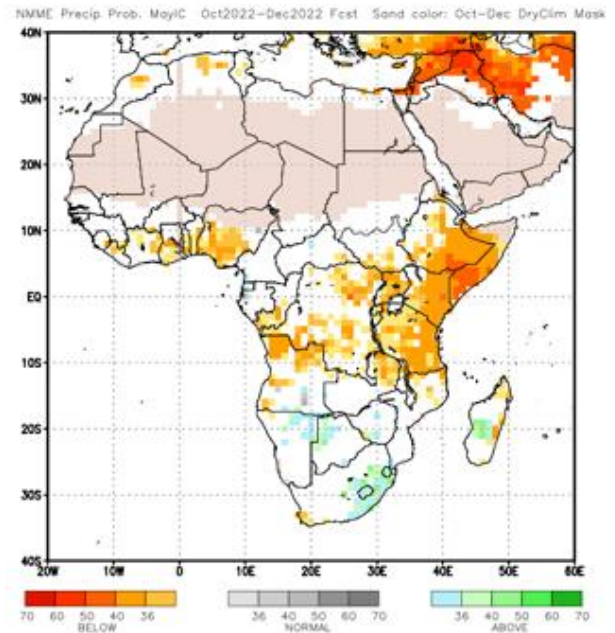 NMME Precip Prob. MayIC Oct2022-Dec2022 Fcst Sand color: Oct-Dec DryClim Mask
40N
30N
20N
10N
EQ
10S
20S
30S
40S
20W 10W 0 10E 20E 30E 40E 50E 60E
70 60 50 40 36 36 40 50 60 70 36 40 50 60 70
BELOW NORMAL ABOVE